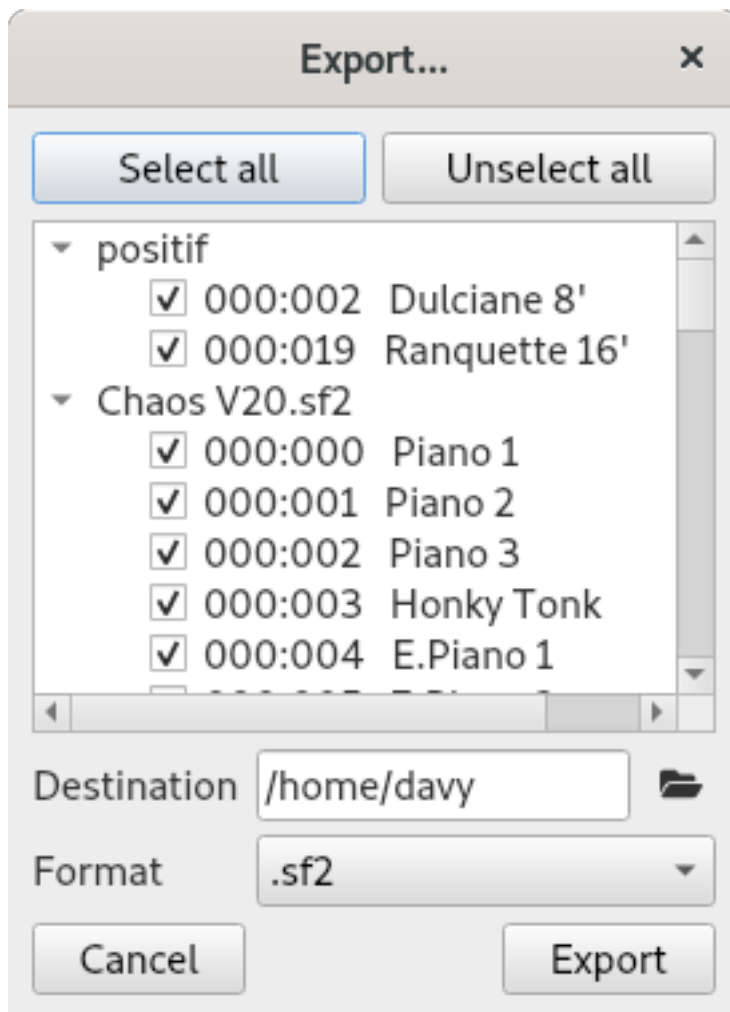 Export...
Select all
Unselect all
positif
000:002 Dulciane 8'
000:019 Ranquette 16'
Chaos V20.sf2
000:000 Piano 1
000:001 Piano 2
000:002 Piano 3
000:003 Honky Tonk
000:004 E.Piano 1
Destination /home/davy
Format .sf2
Cancel
Export